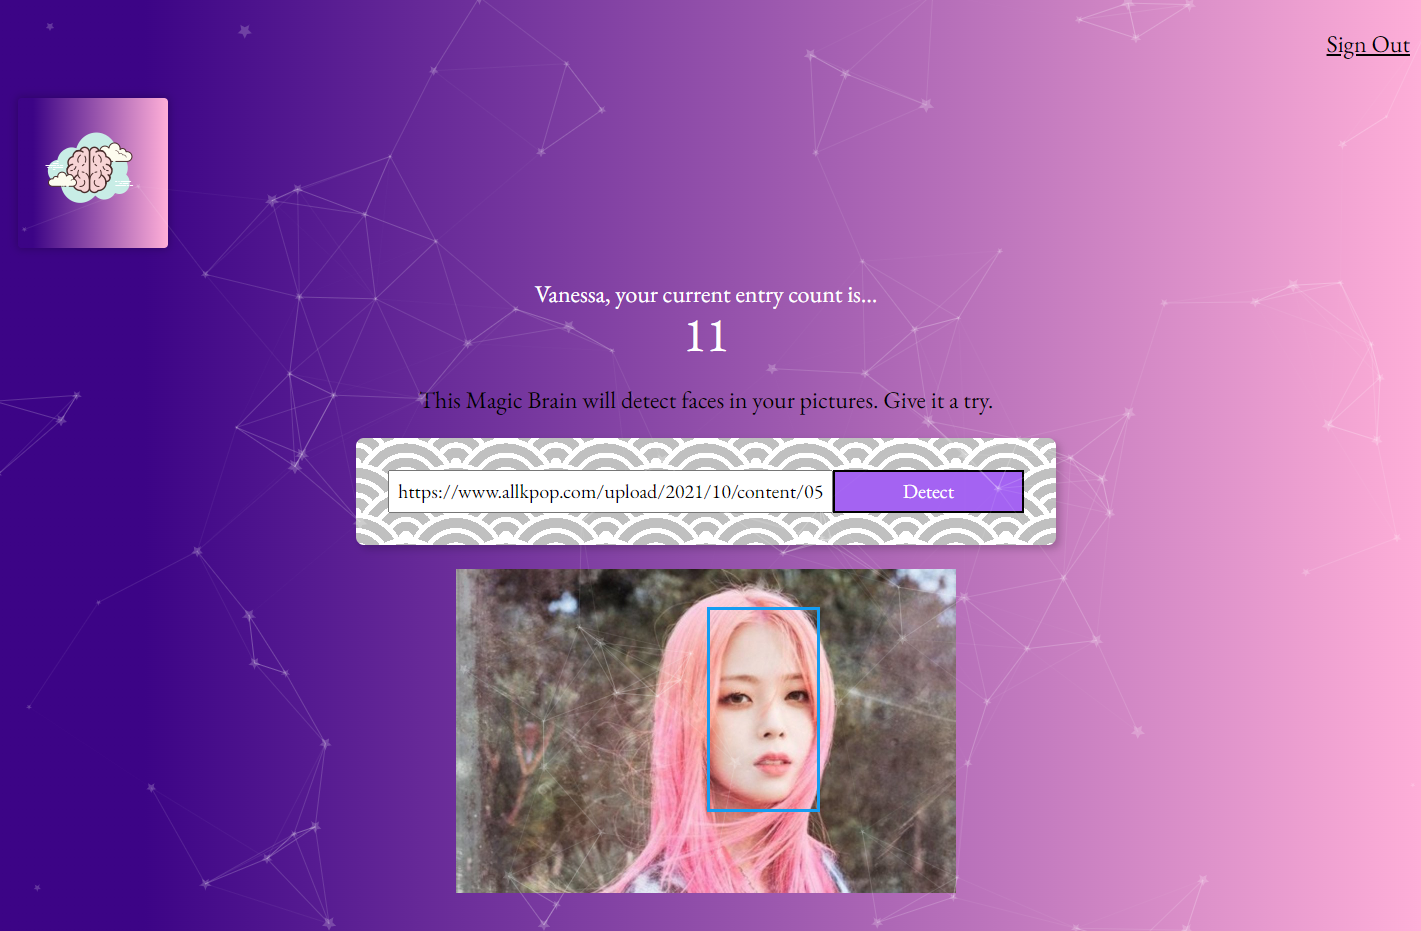 Sign Out
Vanessa, your current entry count is...
11
This Magic Brain will detect faces in your pictures. Give it a try.
https://www.allkpop.com/upload/2021/10/content/05
Detect